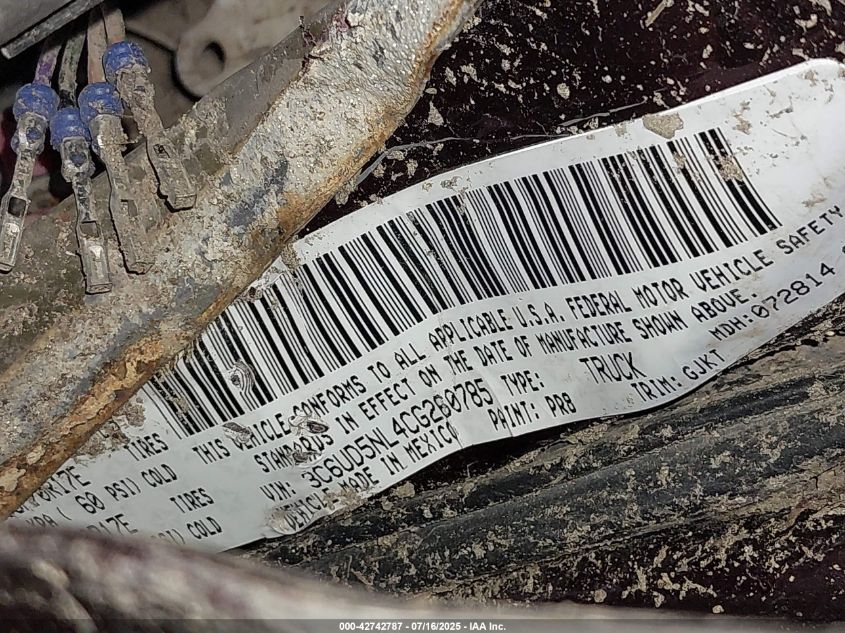 THIS VEHICLE CONFORMS TO ALL APPLICABLE U.S.A. FEDERAL MOTOR VEHICLE SAFETY
STANDARDS IN EFFECT ON THE DATE OF MANUFACTURE SHOWN ABOVE.
VIN: 3C6UD5NL4CG260785 TYPE: TRUCK MDH: 072814
VEHICLE MADE IN MEXICO PAINT: PR8 TRIM: GJKT
TIRES
( 60 PSI) COLD
TIRES
COLD
000-42742787 - 07/16/2025 - IAA Inc.